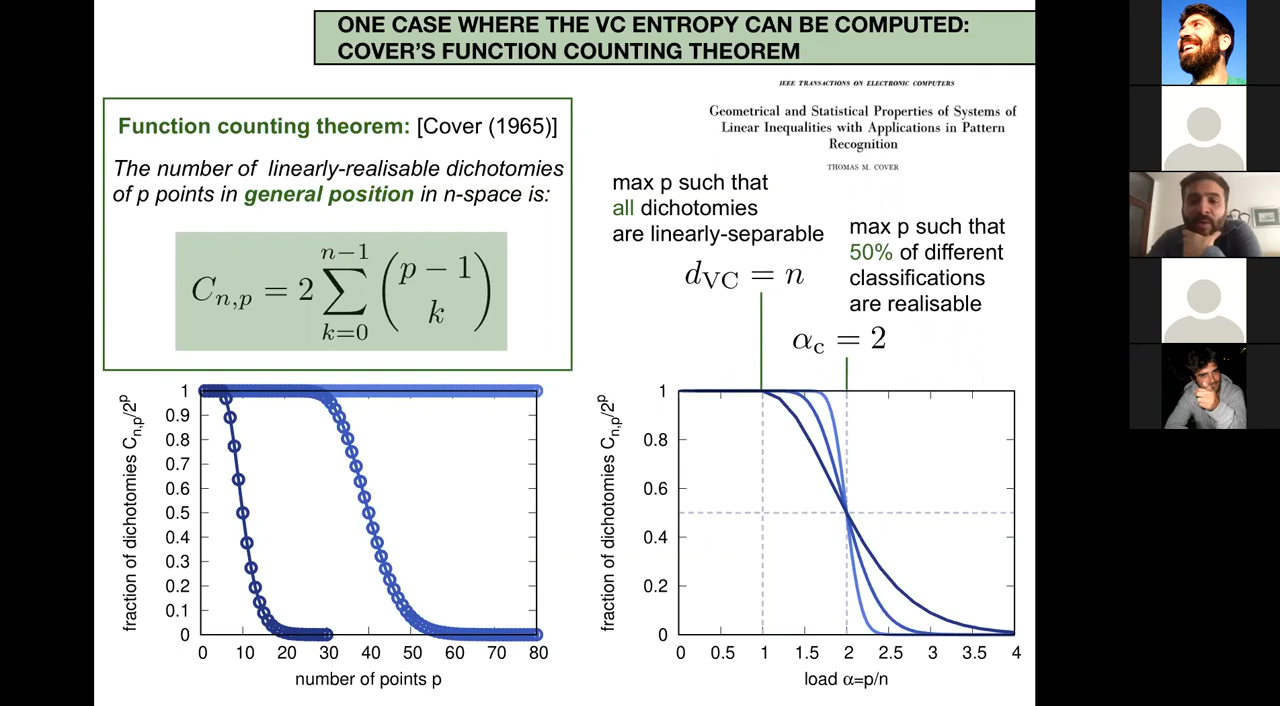 ONE CASE WHERE THE VC ENTROPY CAN BE COMPUTED:
COVER'S FUNCTION COUNTING THEOREM
IEEE TRANSACTIONS ON ELECTRONIC COMPUTERS
Geometrical and Statistical Properties of Systems of
Linear Inequalities with Applications in Pattern
Recognition
THOMAS M. COVER
Function counting theorem: [Cover (1965)]
The number of linearly-realisable dichotomies
of p points in general position in n-space is:
C_{n,p} = 2 \sum_{k=0}^{n-1} \binom{p-1}{k}
max p such that
all dichotomies
are linearly-separable
d_{VC} = n
max p such that
50% of different
classifications
are realisable
α_c = 2
fraction of dichotomies C_{n,p}/2^p
1
0.9
0.8
0.7
0.6
0.5
0.4
0.3
0.2
0.1
0
0 10 20 30 40 50 60 70 80
number of points p
fraction of dichotomies C_{n,p}/2^p
1
0.8
0.6
0.4
0.2
0
0 0.5 1 1.5 2 2.5 3 3.5 4
load α=p/n